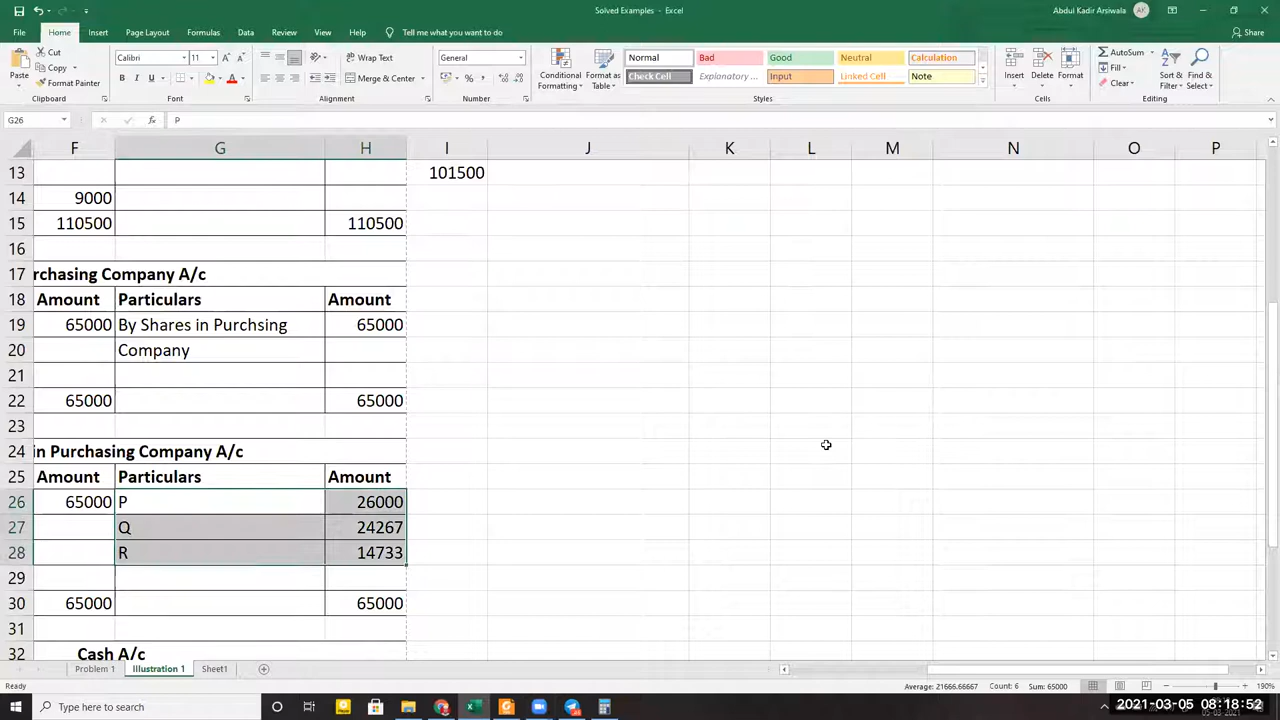 Solved Examples - Excel
Abdul Kadir Arsiwala
AK
File Home Insert Page Layout Formulas Data Review View Help Tell me what you want to do Share
Paste
Cut
Copy
Format Painter
Clipboard
Calibri 11
B I U
Font
Wrap Text
Merge & Center
Alignment
General
Number
Conditional Formatting
Format as Table
Normal Bad Good Neutral Calculation
Check Cell Explanatory ... Input Linked Cell Note
Styles
Insert Delete Format
Cells
AutoSum
Fill
Clear
Sort & Filter
Find & Select
Editing
G26 fx P
F G H I J K L M N O P
13 101500
14 9000
15 110500 110500
16
17 rchasing Company A/c
18 Amount Particulars Amount
19 65000 By Shares in Purchsing 65000
20 Company
21
22 65000 65000
23
24 in Purchasing Company A/c
25 Amount Particulars Amount
26 65000 P 26000
27 Q 24267
28 R 14733
29
30 65000 65000
31
32 Cash A/c
Problem 1 Illustration 1 Sheet1
Ready Average: 21666.66667 Count: 6 Sum: 65000 190%
Type here to search
2021-03-05 08:18:52